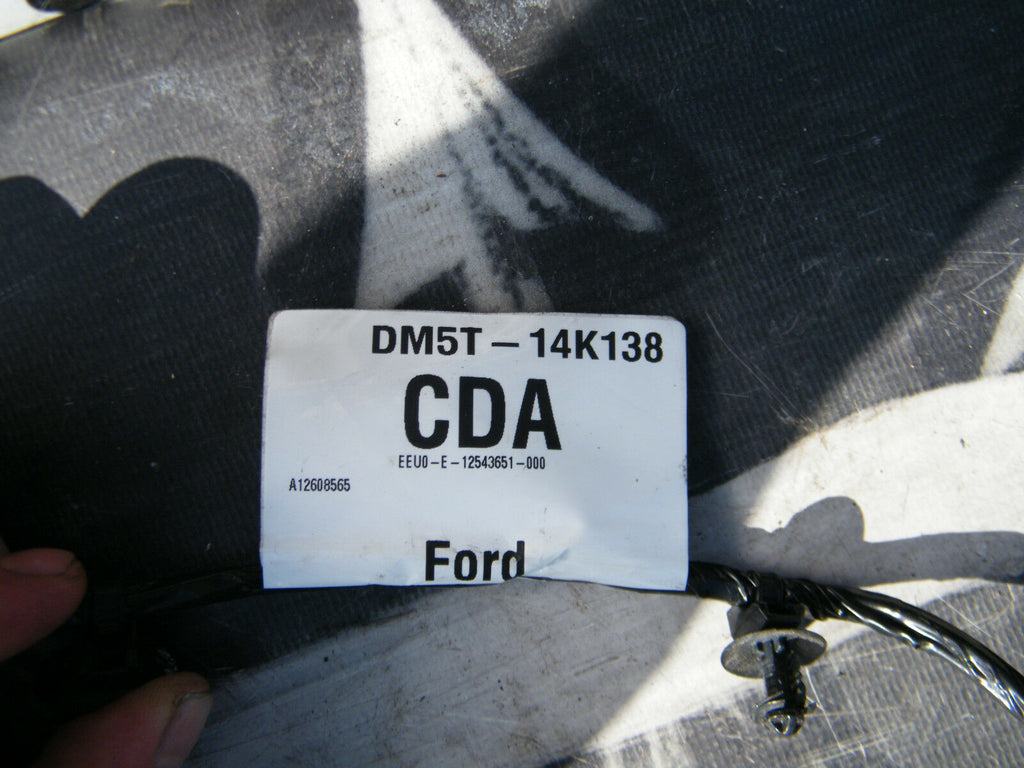 DM5T – 14K138
CDA
EEU0–E–12543651–000
A12608565
Ford